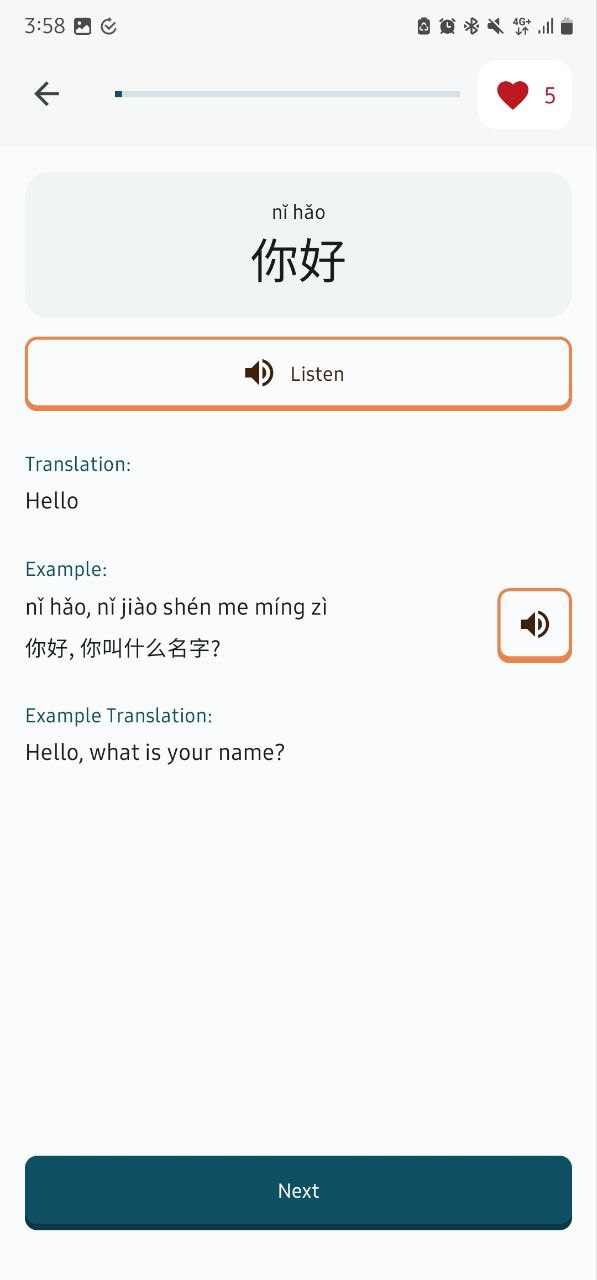 3:58
4G+
5
nǐ hǎo
你好
Listen
Translation:
Hello
Example:
nǐ hǎo, nǐ jiào shén me míng zì
你好, 你叫什么名字?
Example Translation:
Hello, what is your name?
Next